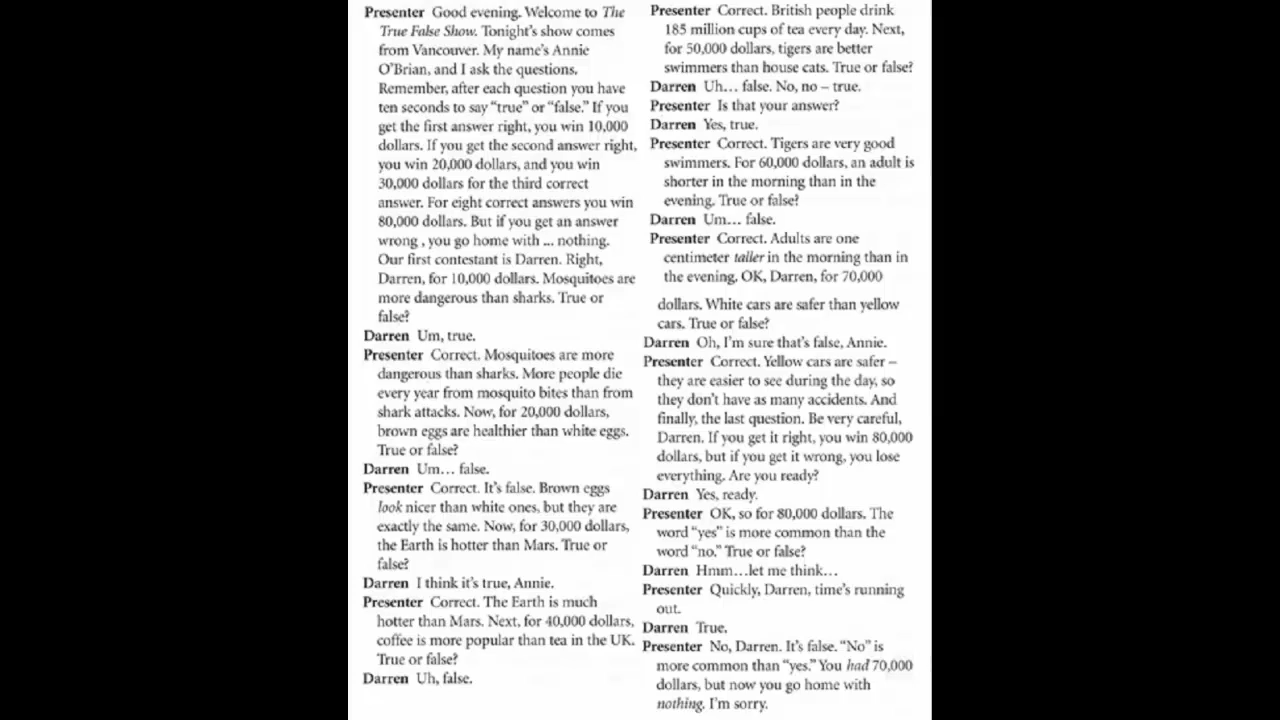 Presenter Good evening. Welcome to The
True False Show. Tonight's show comes
from Vancouver. My name's Annie
O'Brian, and I ask the questions.
Remember, after each question you have
ten seconds to say "true" or "false." If you
get the first answer right, you win 10,000
dollars. If you get the second answer right,
you win 20,000 dollars, and you win
30,000 dollars for the third correct
answer. For eight correct answers you win
80,000 dollars. But if you get an answer
wrong , you go home with ... nothing.
Our first contestant is Darren. Right,
Darren, for 10,000 dollars. Mosquitoes are
more dangerous than sharks. True or
false?
Darren Um, true.
Presenter Correct. Mosquitoes are more
dangerous than sharks. More people die
every year from mosquito bites than from
shark attacks. Now, for 20,000 dollars,
brown eggs are healthier than white eggs.
True or false?
Darren Um... false.
Presenter Correct. It's false. Brown eggs
look nicer than white ones, but they are
exactly the same. Now, for 30,000 dollars,
the Earth is hotter than Mars. True or
false?
Darren I think it's true, Annie.
Presenter Correct. The Earth is much
hotter than Mars. Next, for 40,000 dollars,
coffee is more popular than tea in the UK.
True or false?
Darren Uh, false.
Presenter Correct. British people drink
185 million cups of tea every day. Next,
for 50,000 dollars, tigers are better
swimmers than house cats. True or false?
Darren Uh... false. No, no – true.
Presenter Is that your answer?
Darren Yes, true.
Presenter Correct. Tigers are very good
swimmers. For 60,000 dollars, an adult is
shorter in the morning than in the
evening. True or false?
Darren Um... false.
Presenter Correct. Adults are one
centimeter taller in the morning than in
the evening. OK, Darren, for 70,000
dollars. White cars are safer than yellow
cars. True or false?
Darren Oh, I'm sure that's false, Annie.
Presenter Correct. Yellow cars are safer –
they are easier to see during the day, so
they don't have as many accidents. And
finally, the last question. Be very careful,
Darren. If you get it right, you win 80,000
dollars, but if you get it wrong, you lose
everything. Are you ready?
Darren Yes, ready.
Presenter OK, so for 80,000 dollars. The
word "yes" is more common than the
word "no." True or false?
Darren Hmm...let me think...
Presenter Quickly, Darren, time's running
out.
Darren True.
Presenter No, Darren. It's false. "No" is
more common than "yes." You had 70,000
dollars, but now you go home with
nothing. I'm sorry.